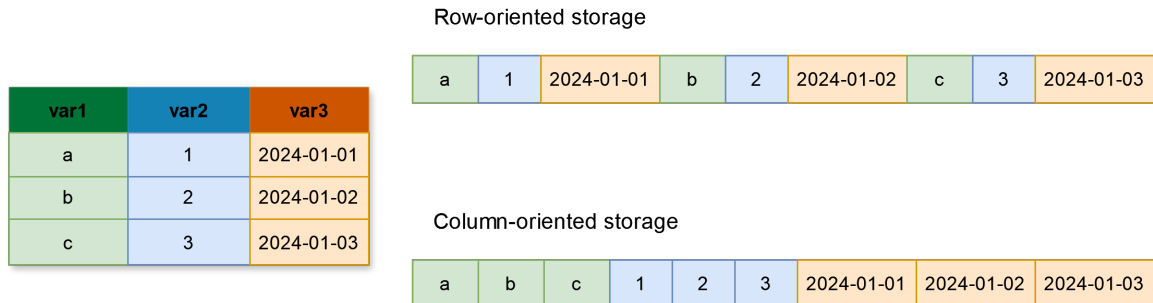 Row-oriented storage
a 1 2024-01-01 b 2 2024-01-02 c 3 2024-01-03
var1 var2 var3
a 1 2024-01-01
b 2 2024-01-02
c 3 2024-01-03
Column-oriented storage
a b c 1 2 3 2024-01-01 2024-01-02 2024-01-03